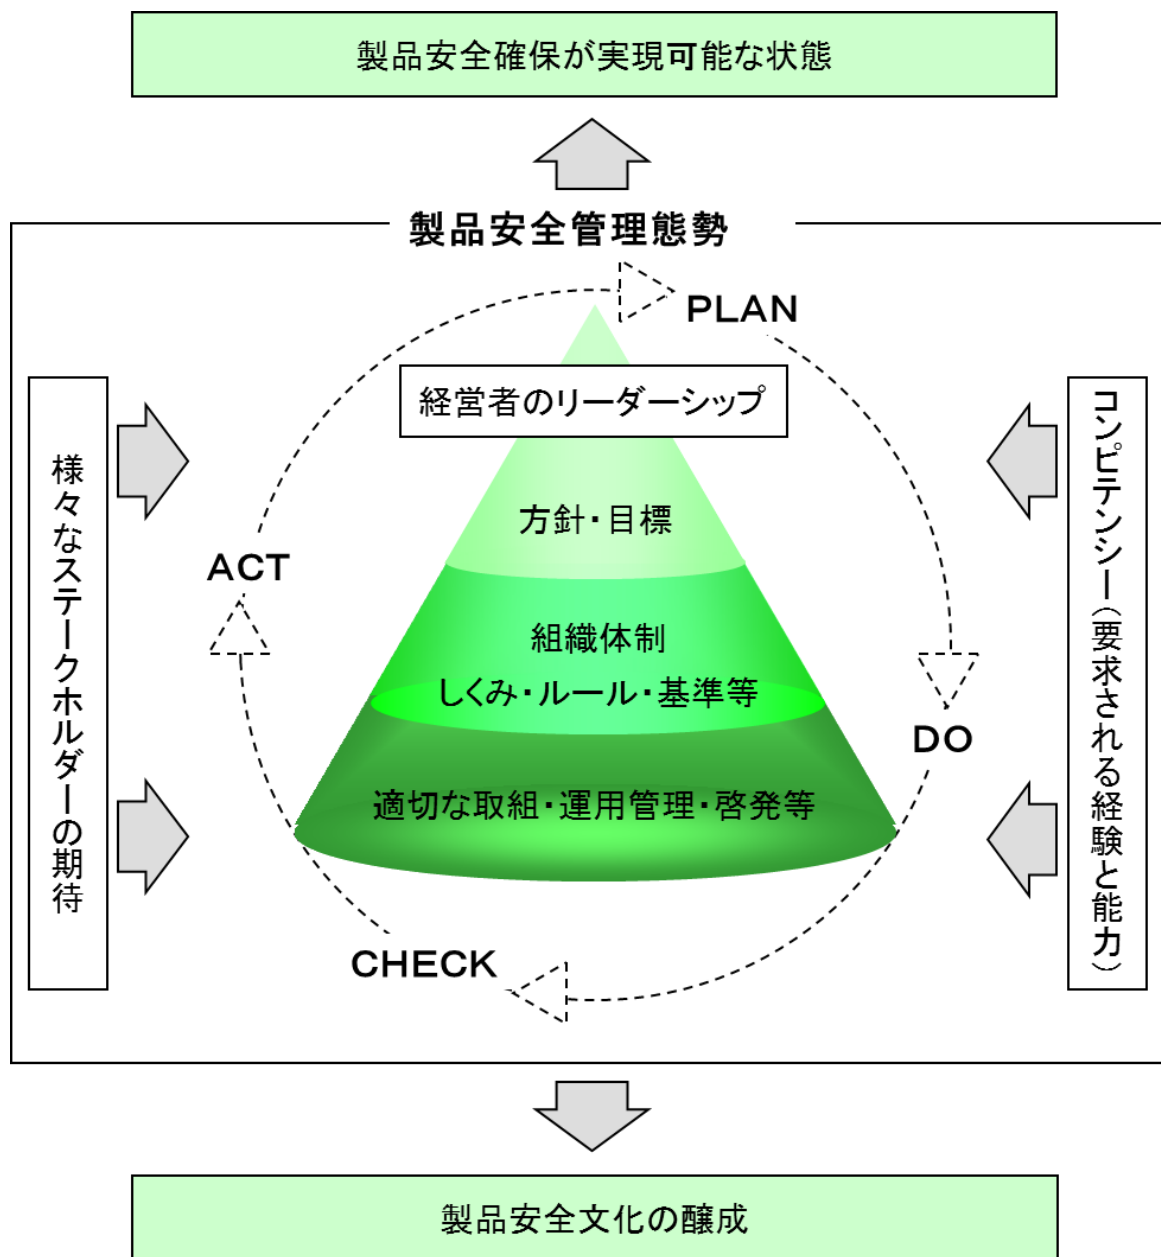 製品安全確保が実現可能な状態
製品安全管理態勢
PLAN
経営者のリーダーシップ
様々なステークホルダーの期待
コンピテンシー(要求される経験と能力)
方針・目標
ACT
組織体制
しくみ・ルール・基準等
DO
適切な取組・運用管理・啓発等
CHECK
製品安全文化の醸成